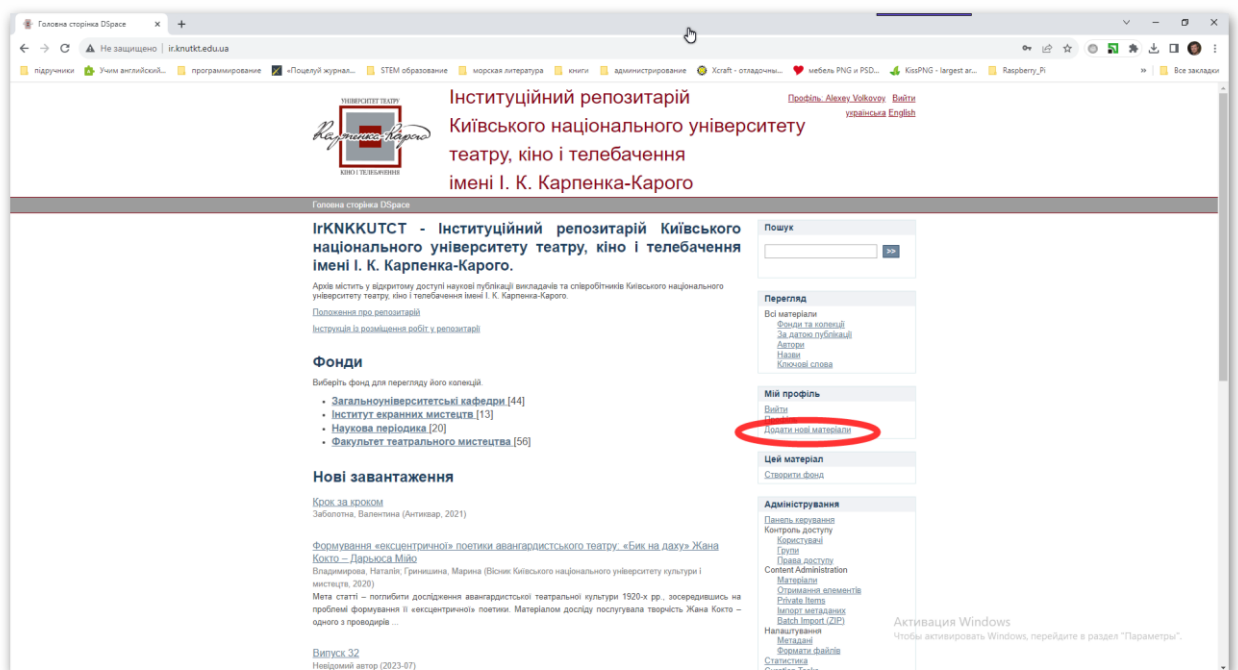 Головна сторінка DSpace
Не защищено | ir.knutkt.edu.ua
підручники
Учим английский...
программирование
«Поцелуй журнал...
STEM образование
морская литература
книги
администрирование
Xcraft - отладочны...
мебель PNG и PSD...
KissPNG - largest ar...
Raspberry_Pi
Все закладки
УНІВЕРСИТЕТ ТЕАТРУ
Карпенка-Карого
КІНО І ТЕЛЕБАЧЕННЯ
Інституційний репозитарій
Київського національного університету
театру, кіно і телебачення
імені І. К. Карпенка-Карого
Профіль: Alexey Volkovoy Вийти
українська English
Головна сторінка DSpace
IrKNKKUTCT - Інституційний репозитарій Київського
національного університету театру, кіно і телебачення
імені І. К. Карпенка-Карого.
Архів містить у відкритому доступі наукові публікації викладачів та співробітників Київського національного
університету театру, кіно і телебачення імені І. К. Карпенка-Карого.
Положення про репозитарій
Інструкція із розміщення робіт у репозитарії
Фонди
Виберіть фонд для перегляду його колекцій.
• Загальноуніверситетські кафедри [44]
• Інститут екранних мистецтв [13]
• Наукова періодика [20]
• Факультет театрального мистецтва [56]
Нові завантаження
Крок за кроком
Заболотна, Валентина (Антиквар, 2021)
Формування «ексцентричної» поетики авангардистського театру: «Бик на даху» Жана
Кокто – Дарьюса Мійо
Владимирова, Наталія; Гринишина, Марина (Вісник Київського національного університету культури і
мистецтв, 2020)
Мета статті – поглибити дослідження авангардистської театральної культури 1920-х рр., зосередившись на
проблемі формування її «ексцентричної» поетики. Матеріалом досліду послугувала творчість Жана Кокто –
одного з проводирів ...
Випуск 32
Невідомий автор (2023-07)
Пошук
>>
Перегляд
Всі матеріали
Фонди та колекції
За датою публікації
Автори
Назви
Ключові слова
Мій профіль
Вийти
Додати нові матеріали
Цей матеріал
Створити фонд
Адміністрування
Панель керування
Контроль доступу
Користувачі
Групи
Права доступу
Content Administration
Матеріали
Отримання елементів
Private Items
Імпорт метаданих
Batch Import (ZIP)
Налаштування
Метадані
Формати файлів
Статистика
Curation Tasks
Активация Windows
Чтобы активировать Windows, перейдите в раздел "Параметры".